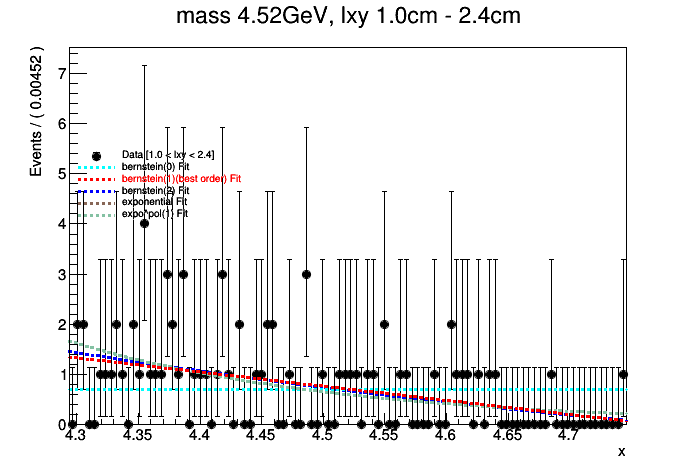 mass 4.52GeV, lxy 1.0cm - 2.4cm
Events / ( 0.00452 )
7
6
5
4
3
2
1
0
Data [1.0 < lxy < 2.4]
bernstein(0) Fit
bernstein(1)(best order) Fit
bernstein(2) Fit
exponential Fit
expo*pol(1) Fit
4.3 4.35 4.4 4.45 4.5 4.55 4.6 4.65 4.7
x